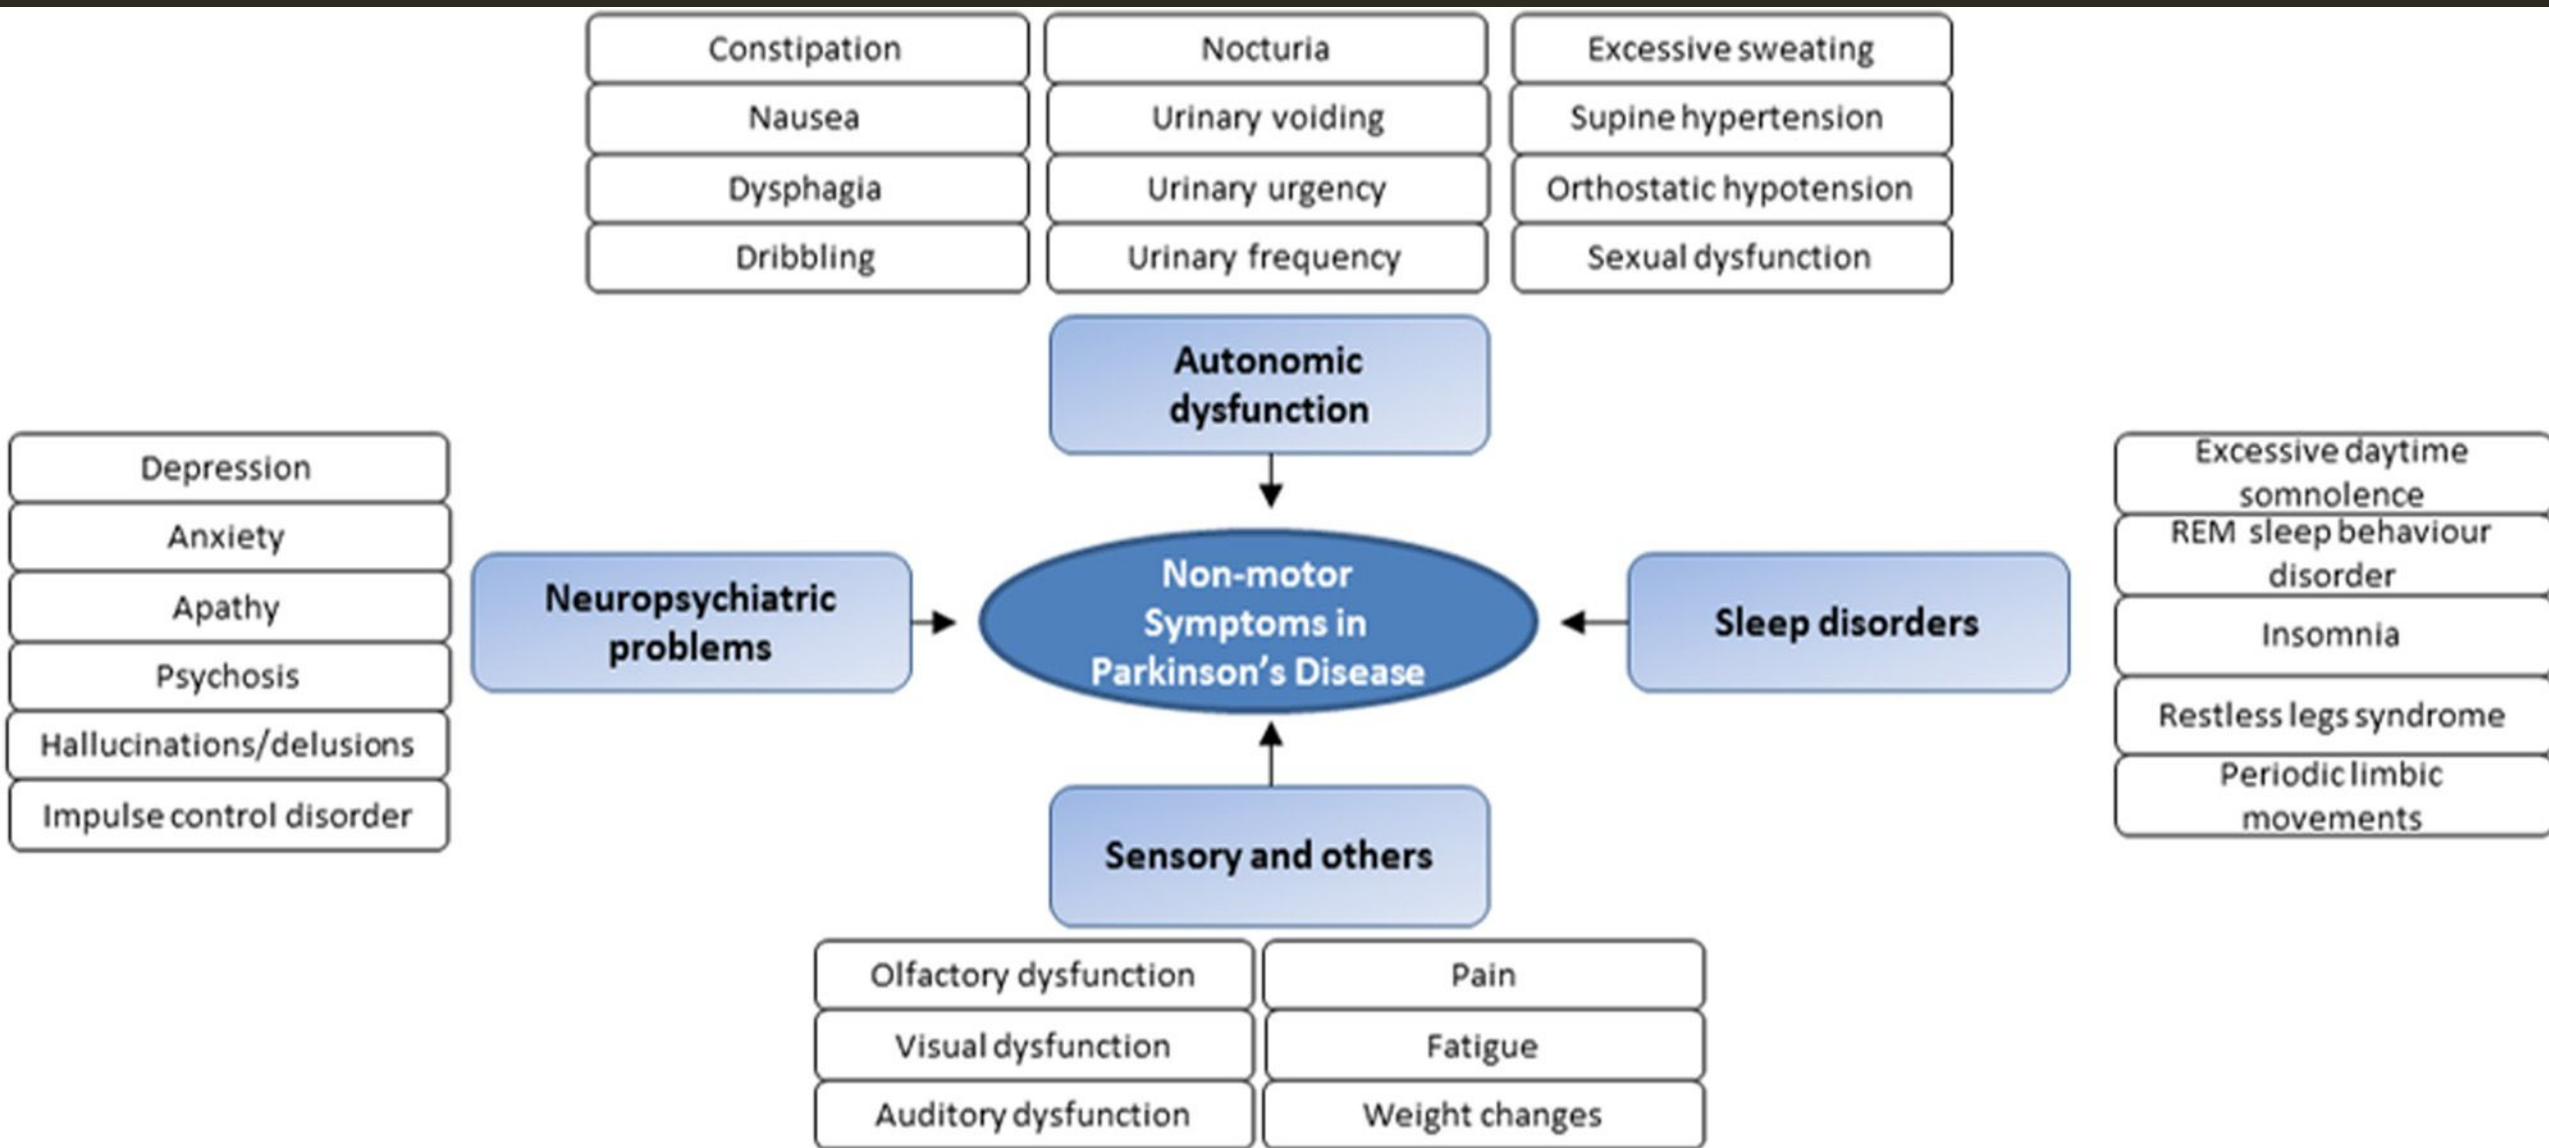 Constipation
Nausea
Dysphagia
Dribbling
Nocturia
Urinary voiding
Urinary urgency
Urinary frequency
Excessive sweating
Supine hypertension
Orthostatic hypotension
Sexual dysfunction
Autonomic
dysfunction
Depression
Anxiety
Apathy
Psychosis
Hallucinations/delusions
Impulse control disorder
Neuropsychiatric
problems
Non-motor
Symptoms in
Parkinson's Disease
Sleep disorders
Excessive daytime
somnolence
REM sleep behaviour
disorder
Insomnia
Restless legs syndrome
Periodic limbic
movements
Sensory and others
Olfactory dysfunction
Visual dysfunction
Auditory dysfunction
Pain
Fatigue
Weight changes